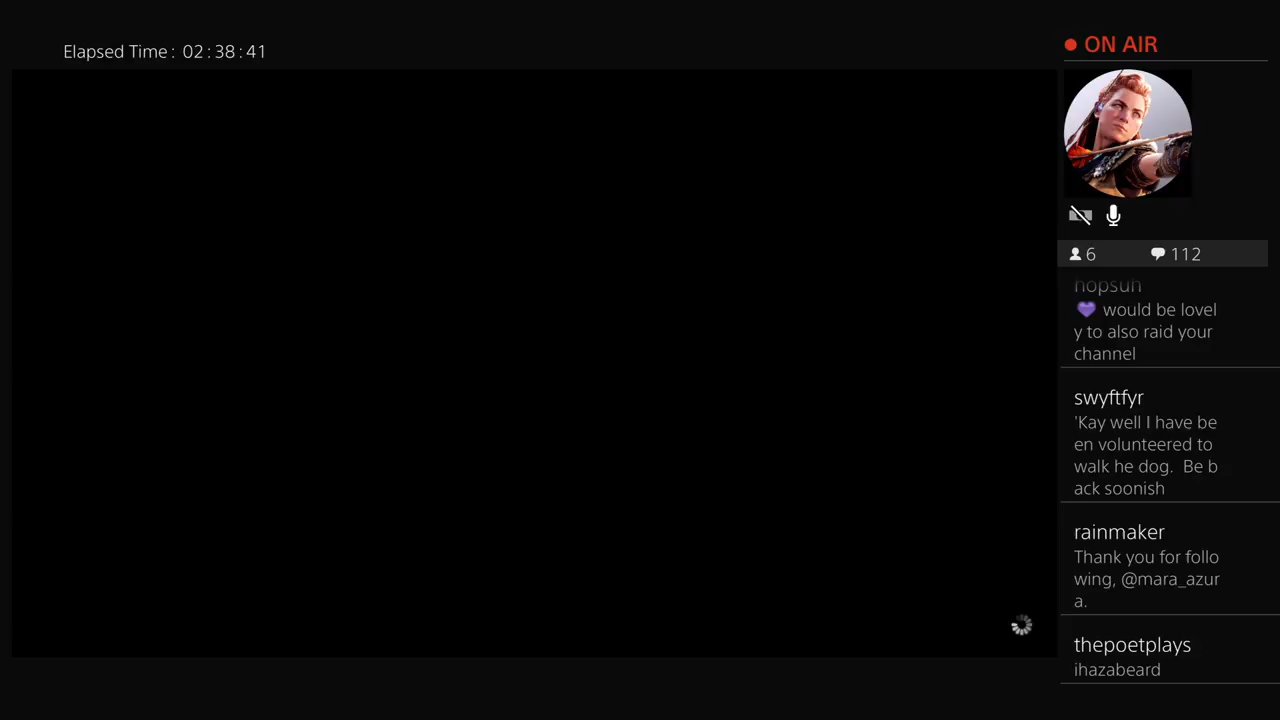 Elapsed Time : 02 : 38 : 41
ON AIR
6 112
hopsuh
💜 would be lovel
y to also raid your
channel
swyftfyr
'Kay well I have be
en volunteered to
walk he dog.  Be b
ack soonish
rainmaker
Thank you for follo
wing, @mara_azur
a.
thepoetplays
ihazabeard